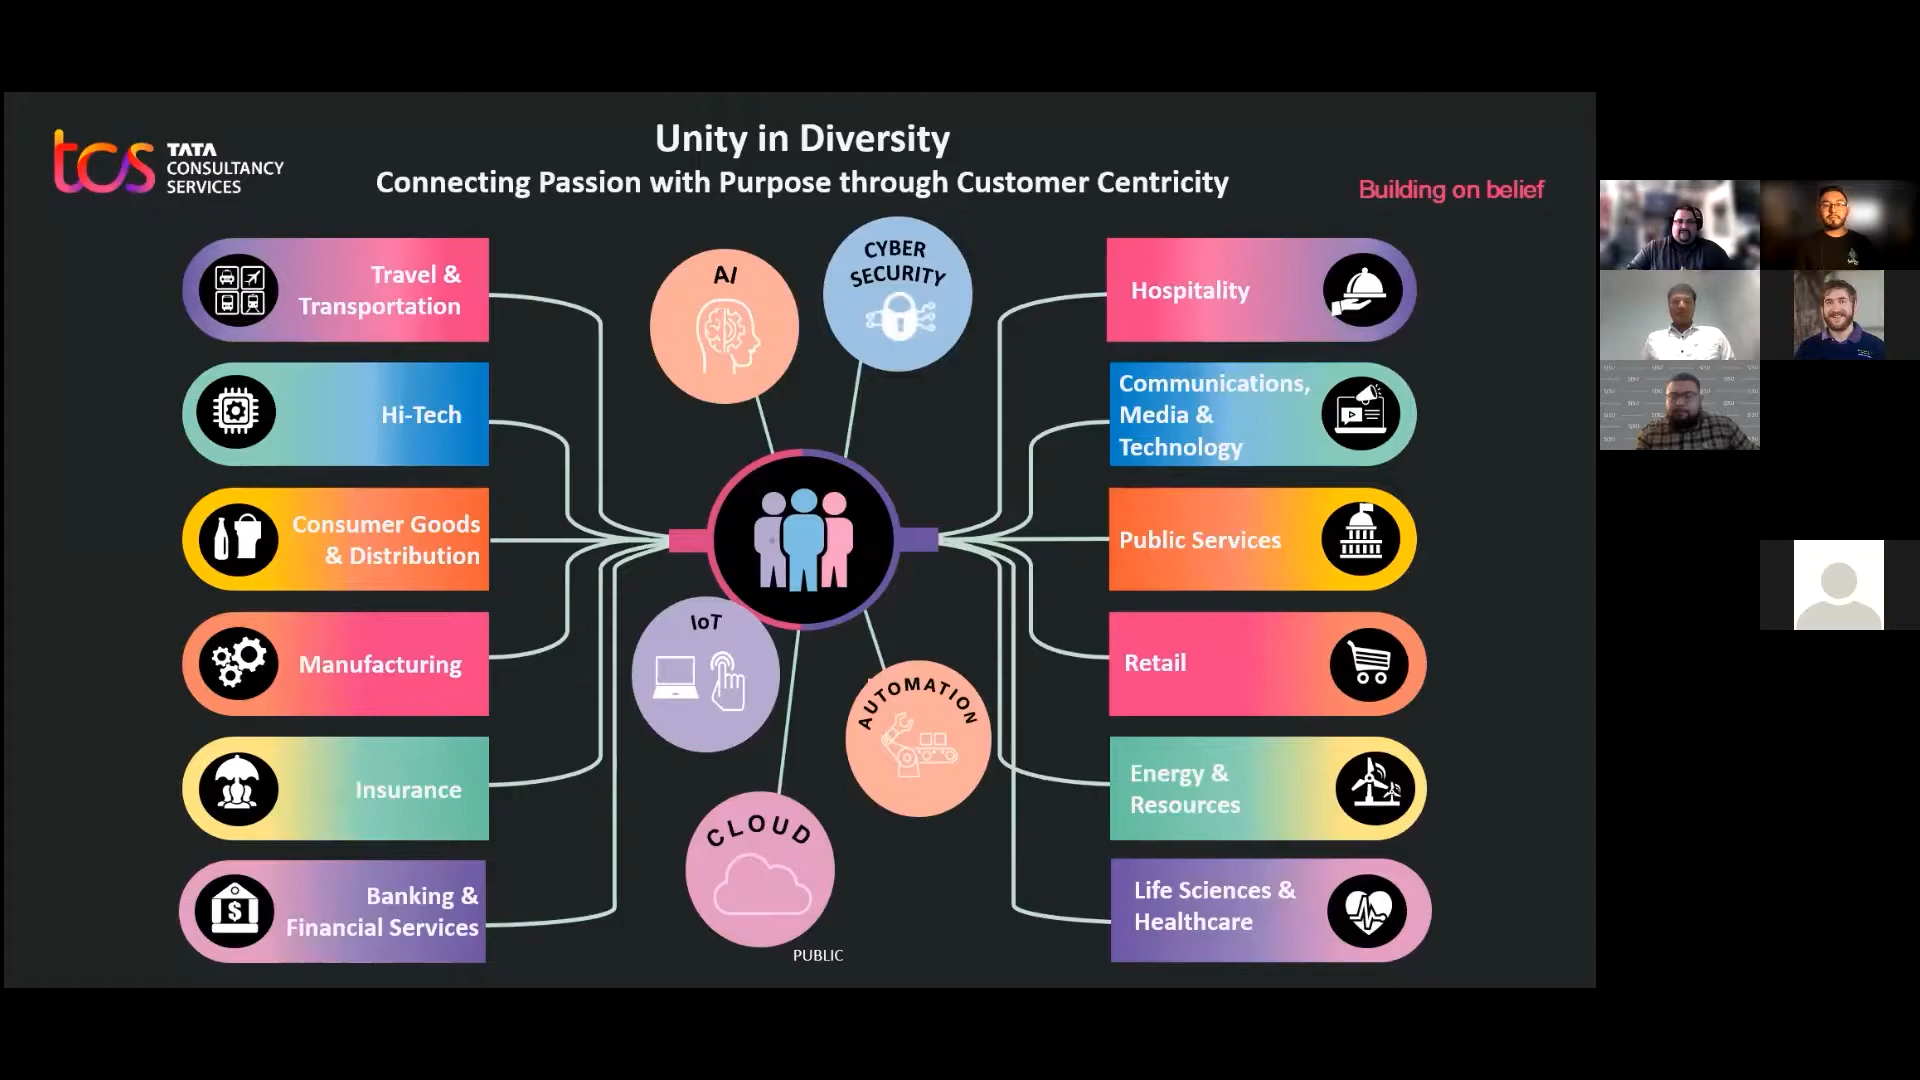 tcs TATA
CONSULTANCY
SERVICES
Unity in Diversity
Connecting Passion with Purpose through Customer Centricity
Building on belief
Travel &
Transportation
Hi-Tech
Consumer Goods
& Distribution
Manufacturing
Insurance
Banking &
Financial Services
AI
CYBER
SECURITY
IoT
AUTOMATION
CLOUD
PUBLIC
Hospitality
Communications,
Media &
Technology
Public Services
Retail
Energy &
Resources
Life Sciences &
Healthcare